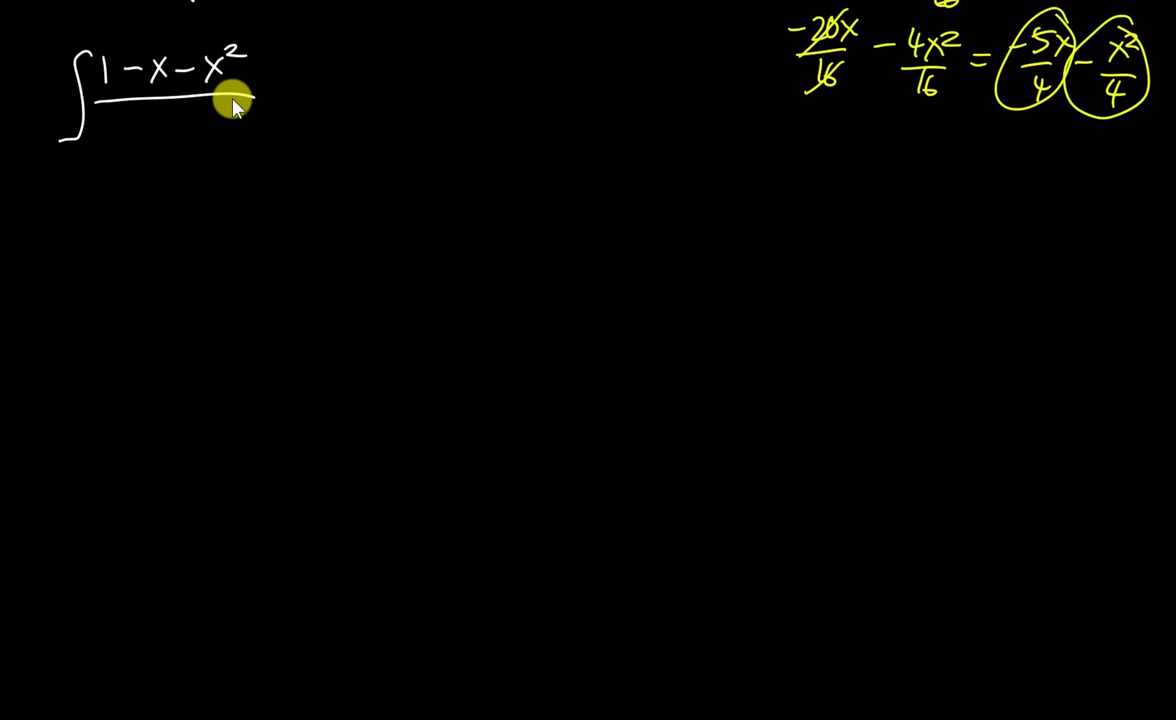 ∫ (1 - x - x²)/
-20x/16 - 4x²/16 = -5x/4 - x²/4